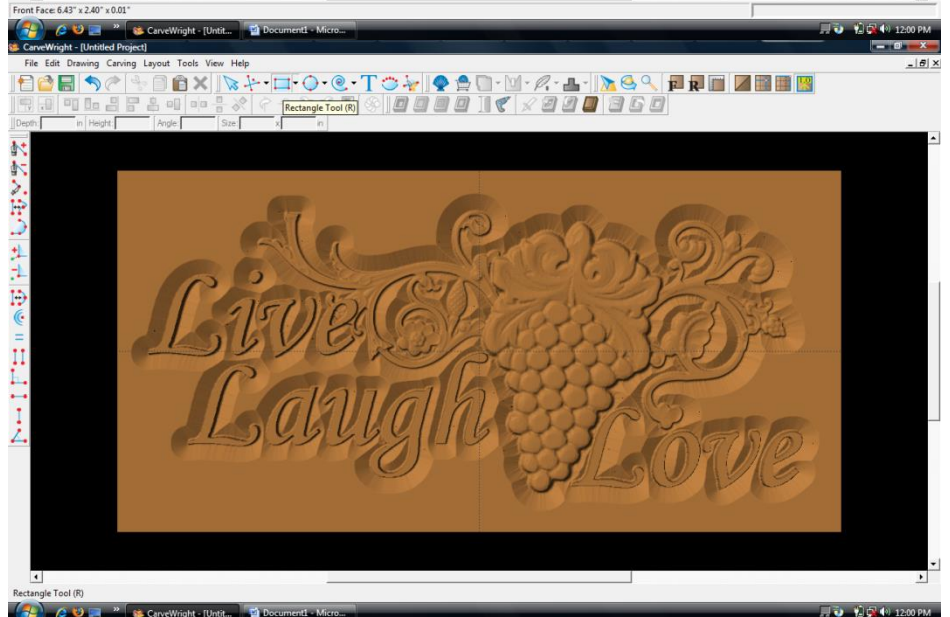 Front Face: 6.43" x 2.40" x 0.01"
CarveWright - [Untit... Document1 - Micro... 12:00 PM
CarveWright - [Untitled Project]
File Edit Drawing Carving Layout Tools View Help
T F R
Rectangle Tool (R)
Depth: in Height: Angle: Size: x in
Live
Laugh
Love
Rectangle Tool (R)
CarveWright - [Untit... Document1 - Micro... 12:00 PM